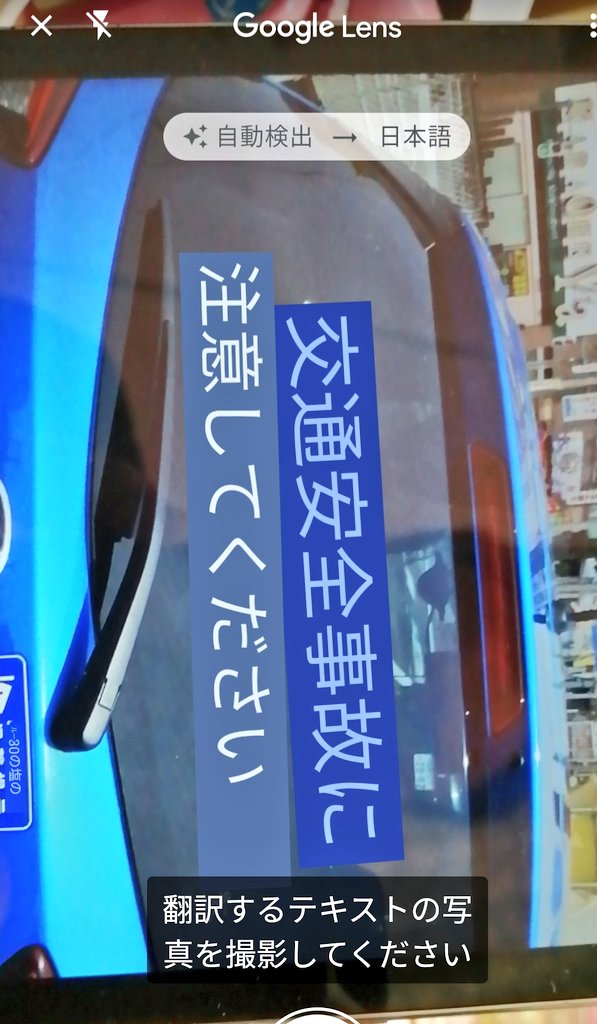 Google Lens
自動検出 → 日本語
交通安全事故に
注意してください
翻訳するテキストの写
真を撮影してください